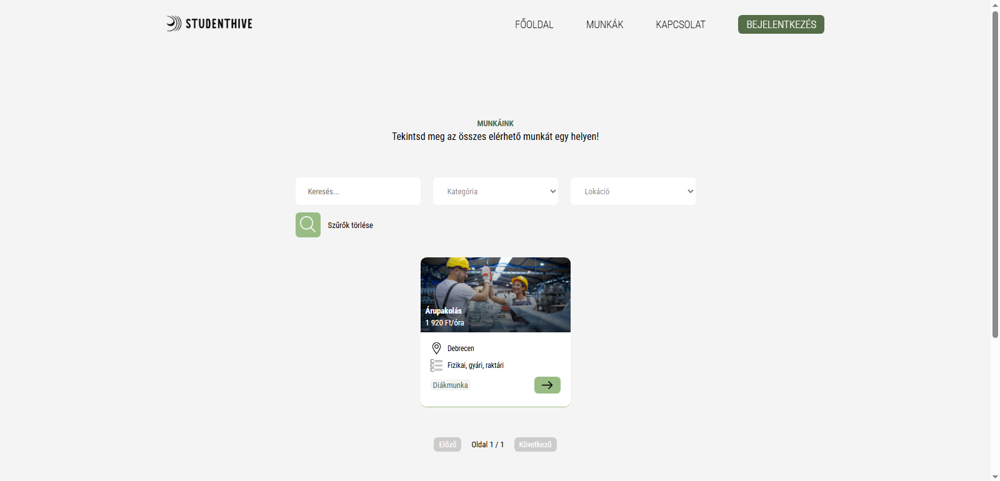 STUDENTHIVE
FŐOLDAL
MUNKÁK
KAPCSOLAT
BEJELENTKEZÉS
MUNKÁINK
Tekintsd meg az összes elérhető munkát egy helyen!
Keresés...
Kategória
Lokáció
Szűrők törlése
Árupakolás
1 920 Ft/óra
Debrecen
Fizikai, gyári, raktári
Diákmunka
Előző
Oldal 1 / 1
Következő